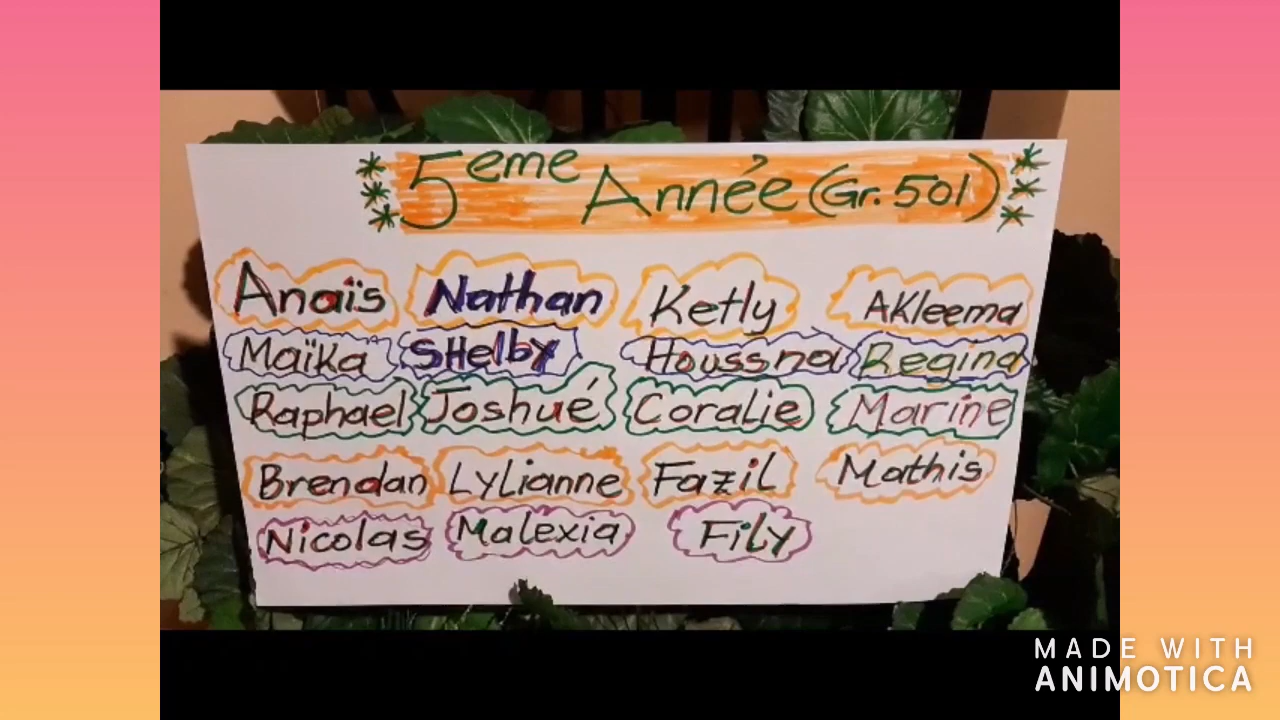 5eme Année (Gr. 501)
Anaïs Nathan Ketly AKleema
Maïka SHelby Houssna Regina
Raphael Joshué Coralie Marine
Brendan Lylianne Fazil Mathis
Nicolas Malexia Fily
MADE WITH
ANIMOTICA